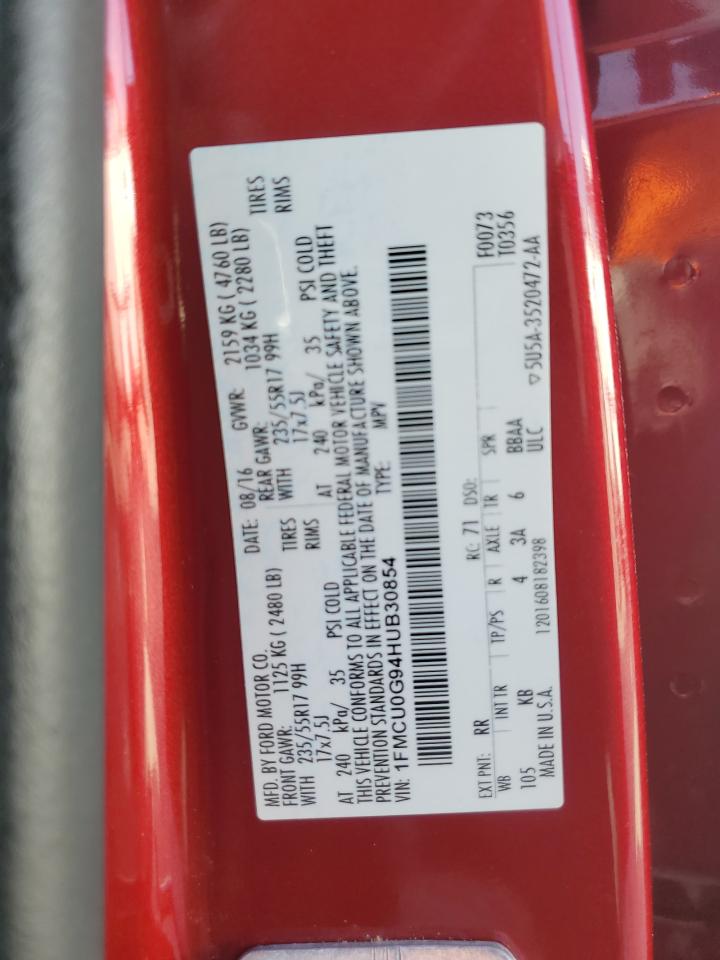 MFD. BY FORD MOTOR CO. DATE: 08/16 GVWR: 2159 KG ( 4760 LB)
FRONT GAWR: 1125 KG ( 2480 LB) REAR GAWR: 1034 KG ( 2280 LB)
WITH 235/55R17 99H TIRES WITH 235/55R17 99H TIRES
17x7.5J RIMS 17x7.5J RIMS
AT 240 kPa/ 35 PSI COLD AT 240 kPa/ 35 PSI COLD
THIS VEHICLE CONFORMS TO ALL APPLICABLE FEDERAL MOTOR VEHICLE SAFETY AND THEFT
PREVENTION STANDARDS IN EFFECT ON THE DATE OF MANUFACTURE SHOWN ABOVE.
VIN: 1FMCU0G94HUB30854 TYPE: MPV
EXT PNT: RR RC: 71 DSO: F0073
WB INT TR TP/PS R AXLE TR SPR T0356
105 KB 4 3A 6 BBAA
MADE IN U.S.A. 1201608182398 ULC ▽5U5A-3520472-AA